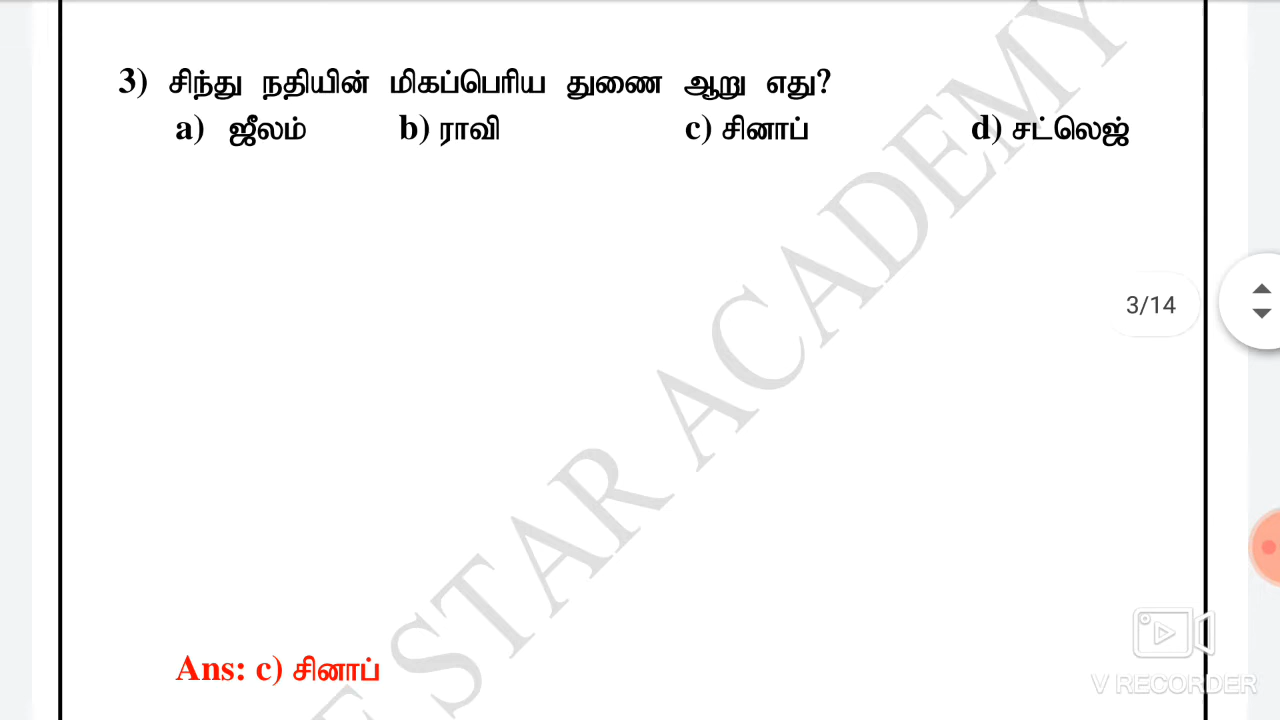 3) சிந்து நதியின் மிகப்பெரிய துணை ஆறு எது?
a) ஜீலம் b) ராவி c) சினாப் d) சட்லெஜ்
3/14
STAR ACADEMY
Ans: c) சினாப்
V RECORDER